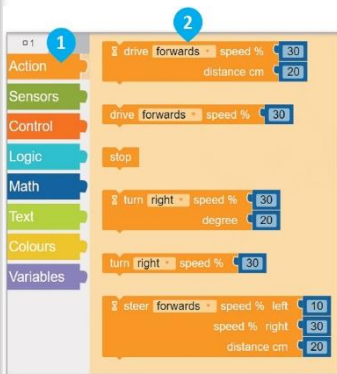 1
2
¤1
Action
Sensors
Control
Logic
Math
Text
Colours
Variables
drive forwards speed % 30
distance cm 20
drive forwards speed % 30
stop
turn right speed % 30
degree 20
turn right speed % 30
steer forwards speed % left 10
speed % right 30
distance cm 20